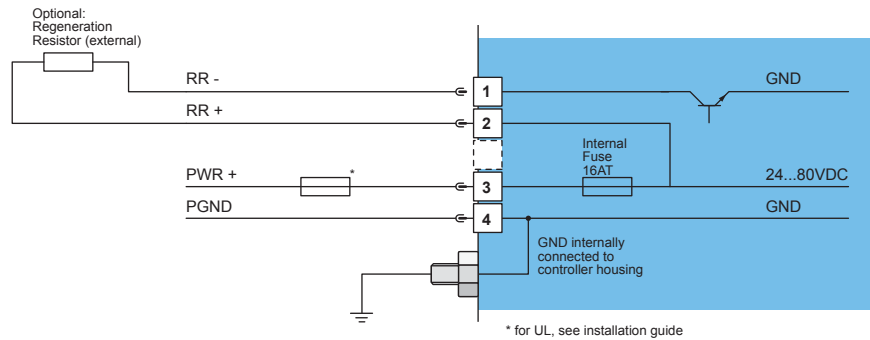 Optional:
Regeneration
Resistor (external)
RR -
1
GND
RR +
2
Internal
Fuse
16AT
PWR +
*
3
24...80VDC
PGND
4
GND
GND internally
connected to
controller housing
* for UL, see installation guide